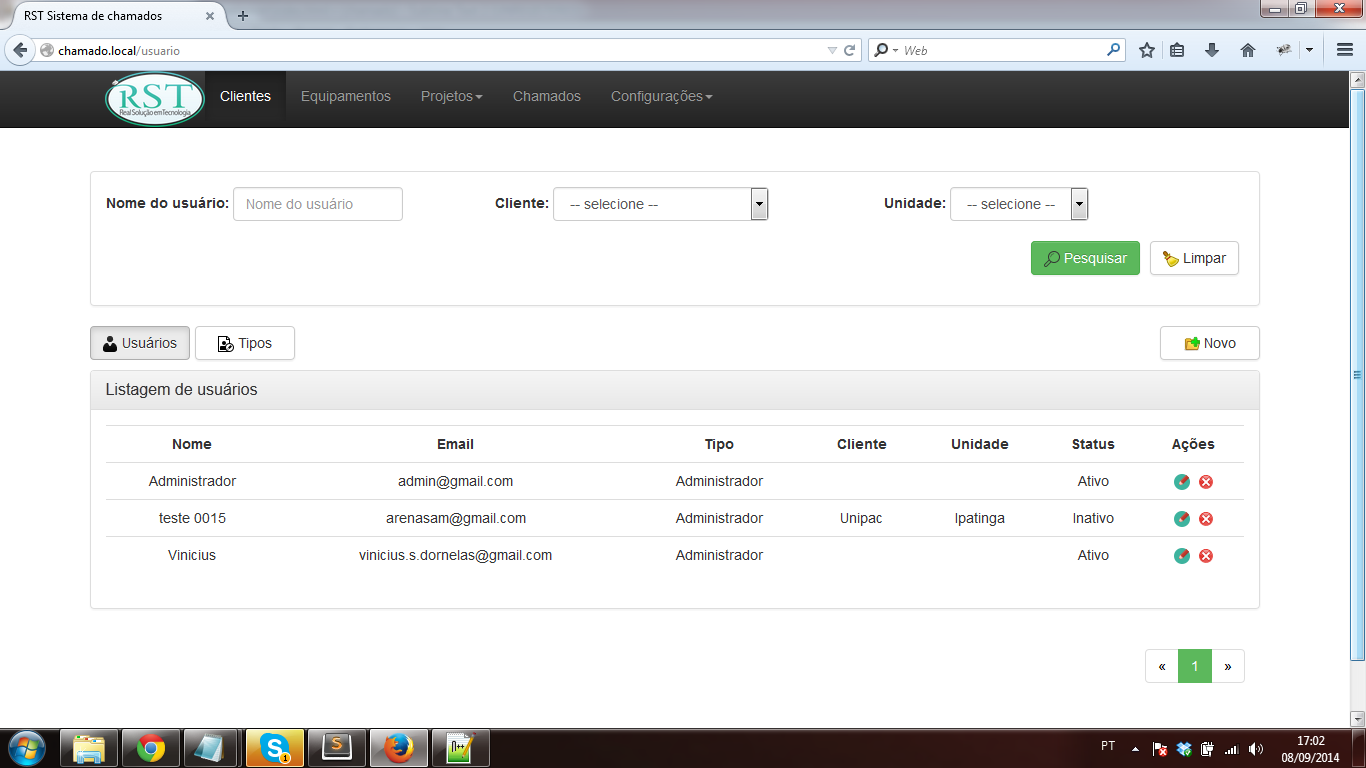 RST Sistema de chamados
chamado.local/usuario
Web
RST
Real Solução em Tecnologia
Clientes Equipamentos Projetos Chamados Configurações
Nome do usuário: Nome do usuário Cliente: -- selecione -- Unidade: -- selecione --
Pesquisar Limpar
Usuários Tipos Novo
Listagem de usuários
Nome Email Tipo Cliente Unidade Status Ações
Administrador admin@gmail.com Administrador Ativo
teste 0015 arenasam@gmail.com Administrador Unipac Ipatinga Inativo
Vinicius vinicius.s.dornelas@gmail.com Administrador Ativo
« 1 »
S 1 S n++ PT 17:02
08/09/2014